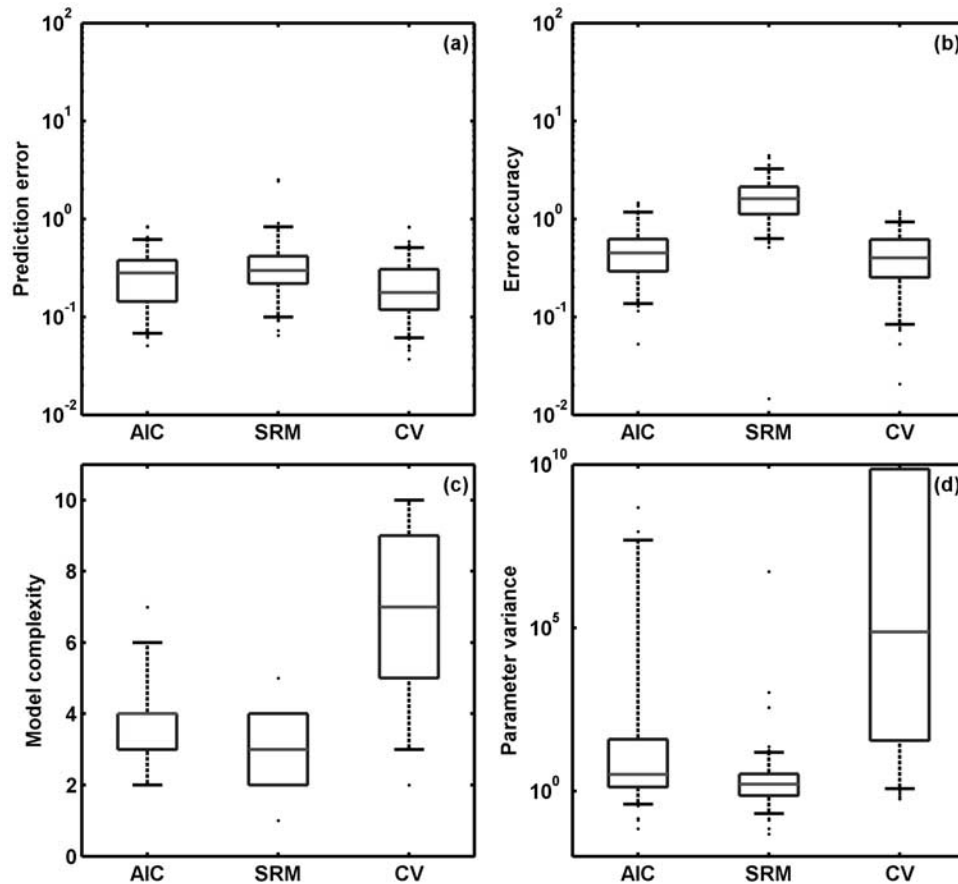 (a)
Prediction error
10^2
10^1
10^0
10^-1
10^-2
AIC SRM CV
(b)
Error accuracy
10^2
10^1
10^0
10^-1
10^-2
AIC SRM CV
(c)
Model complexity
10
8
6
4
2
0
AIC SRM CV
(d)
Parameter variance
10^10
10^5
10^0
AIC SRM CV